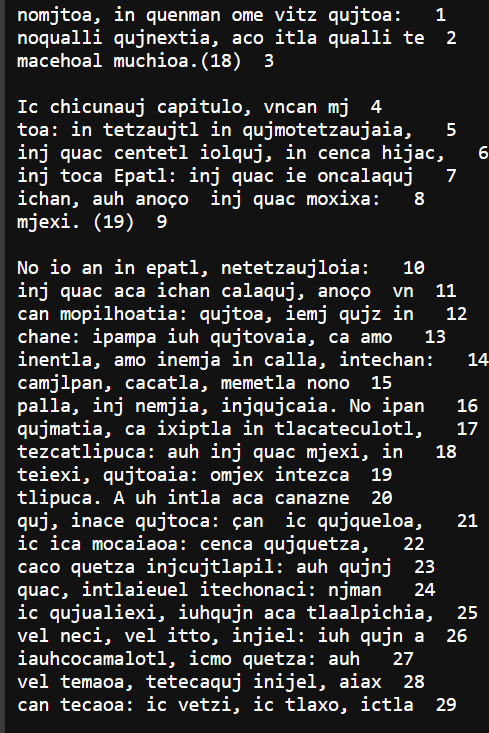 nomjtoa, in quenman ome vitz qujtoa: 1
noqualli qujnextia, aco itla qualli te 2
macehoal muchioa.(18) 3
Ic chicunauj capitulo, vncan mj 4
toa: in tetzaujtl in qujmotetzaujaia, 5
inj quac centetl iolquj, in cenca hijac, 6
inj toca Epatl: inj quac ie oncalaquj 7
ichan, auh anoço inj quac moxixa: 8
mjexi. (19) 9
No io an in epatl, netetzaujloia: 10
inj quac aca ichan calaquj, anoço vn 11
can mopilhoatia: qujtoa, iemj qujz in 12
chane: ipampa iuh qujtovaia, ca amo 13
inentla, amo inemja in calla, intechan: 14
camjlpan, cacatla, memetla nono 15
palla, inj nemjia, injqujcaia. No ipan 16
qujmatia, ca ixiptla in tlacateculotl, 17
tezcatlipuca: auh inj quac mjexi, in 18
teiexi, qujtoaia: omjex intezca 19
tlipuca. A uh intla aca canazne 20
quj, inace qujtoca: çan ic qujqueloa, 21
ic ica mocaiaoa: cenca qujquetza, 22
caco quetza injcujtlapil: auh qujnj 23
quac, intlaieuel itechonaci: njman 24
ic qujualiexi, iuhqujn aca tlaalpichia, 25
vel neci, vel itto, injiel: iuh qujn a 26
iauhcocamalotl, icmo quetza: auh 27
vel temaoa, tetecaquj inijel, aiax 28
can tecaoa: ic vetzi, ic tlaxo, ictla 29